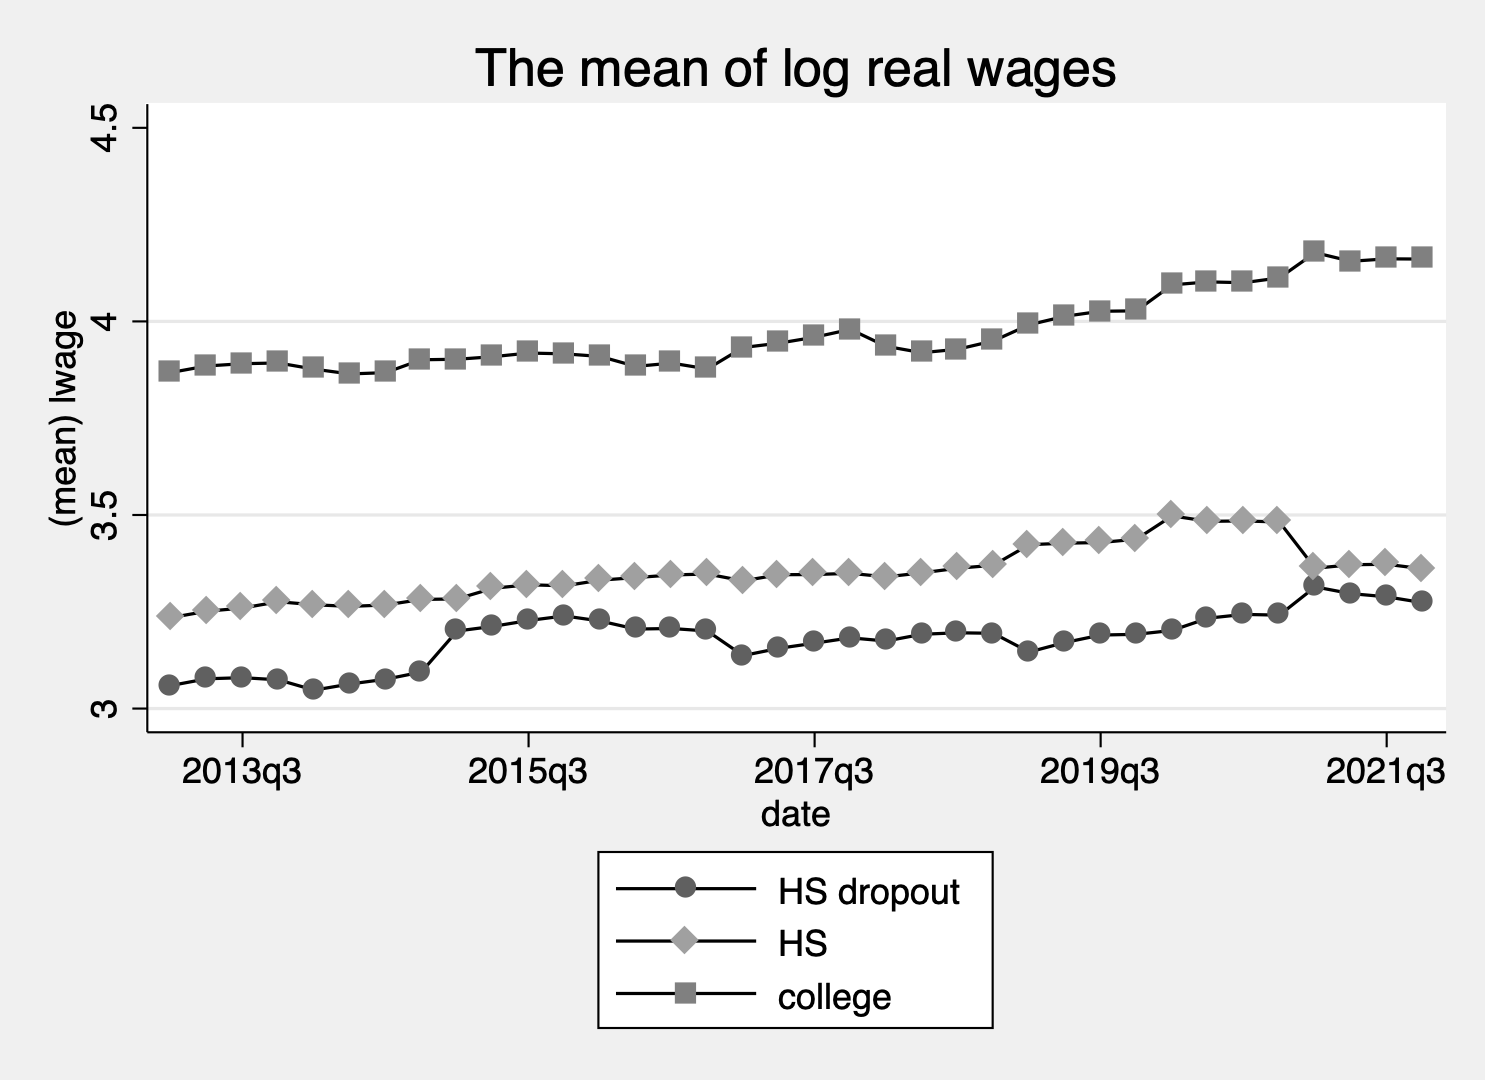 The mean of log real wages
(mean) lwage
4.5
4
3.5
3
2013q3 2015q3 2017q3 2019q3 2021q3
date
HS dropout
HS
college